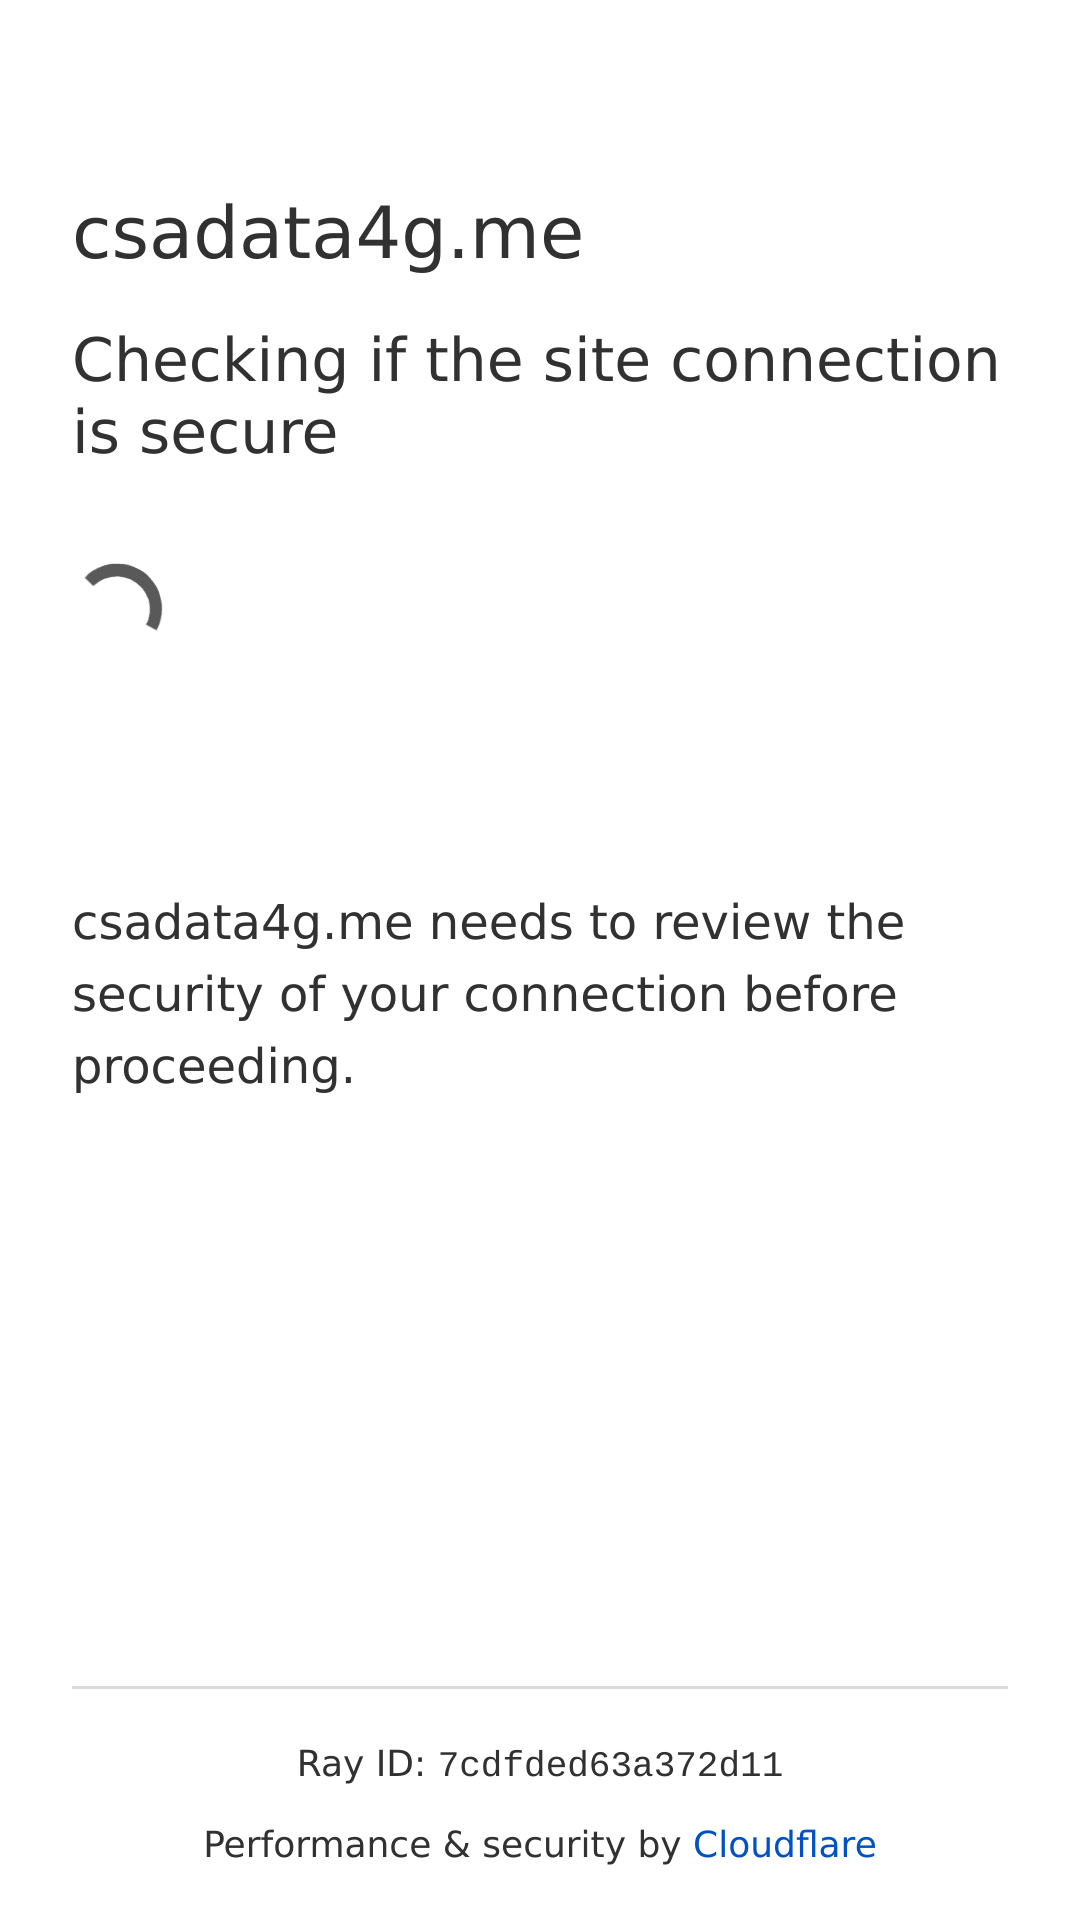 csadata4g.me
Checking if the site connection
is secure
csadata4g.me needs to review the
security of your connection before
proceeding.
Ray ID: 7cdfded63a372d11
Performance & security by Cloudflare